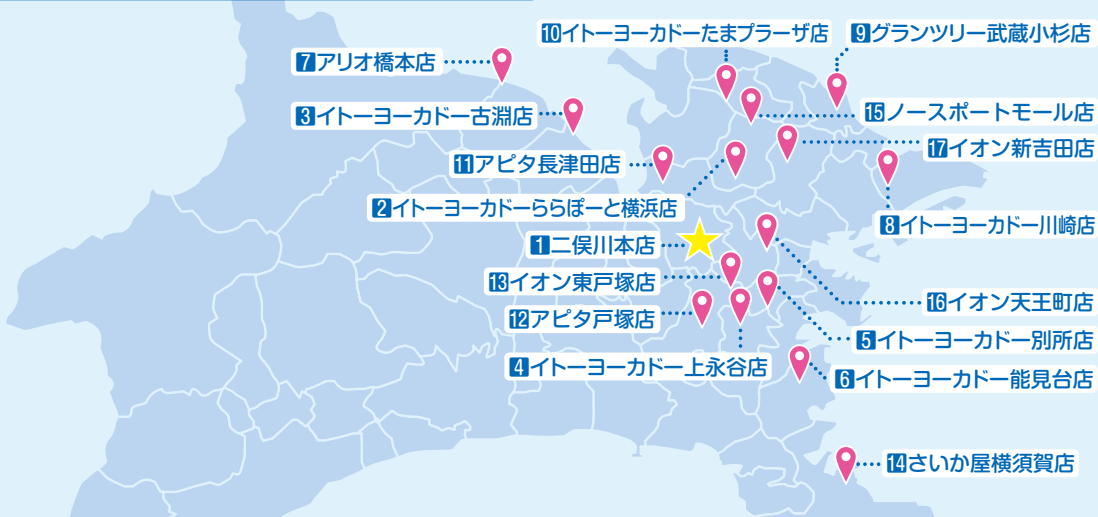 10イトーヨーカドーたまプラーザ店
9グランツリー武蔵小杉店
7アリオ橋本店
3イトーヨーカドー古淵店
15ノースポートモール店
17イオン新吉田店
11アピタ長津田店
2イトーヨーカドーららぽーと横浜店
8イトーヨーカドー川崎店
1二俣川本店
13イオン東戸塚店
16イオン天王町店
12アピタ戸塚店
5イトーヨーカドー別所店
4イトーヨーカドー上永谷店
6イトーヨーカドー能見台店
14さいか屋横須賀店